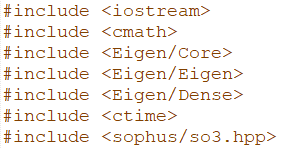 #include <iostream>
#include <cmath>
#include <Eigen/Core>
#include <Eigen/Eigen>
#include <Eigen/Dense>
#include <ctime>
#include <sophus/so3.hpp>